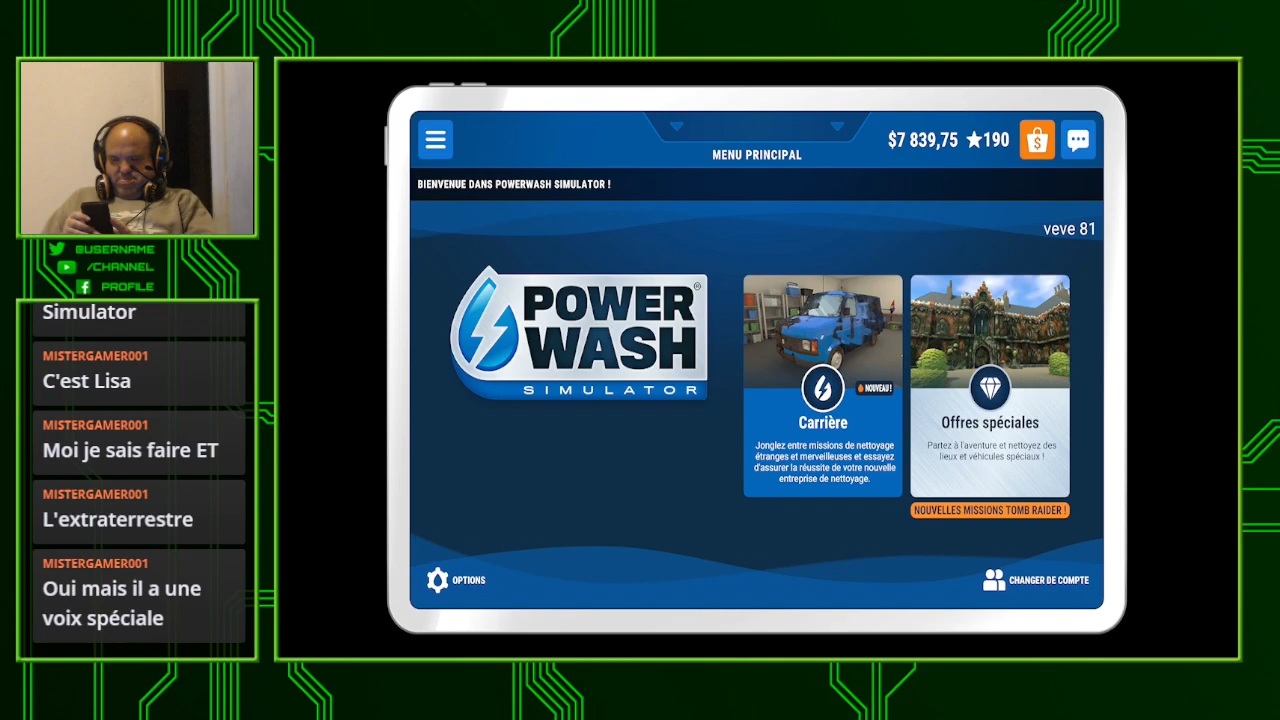 @USERNAME
/CHANNEL
PROFILE
Simulator
MISTERGAMER001
C'est Lisa
MISTERGAMER001
Moi je sais faire ET
MISTERGAMER001
L'extraterrestre
MISTERGAMER001
Oui mais il a une
voix spéciale
$7 839,75 ★190
MENU PRINCIPAL
BIENVENUE DANS POWERWASH SIMULATOR !
veve 81
POWER®
WASH
SIMULATOR
NOUVEAU !
Carrière
Jonglez entre missions de nettoyage
étranges et merveilleuses et essayez
d'assurer la réussite de votre nouvelle
entreprise de nettoyage.
Offres spéciales
Partez à l'aventure et nettoyez des
lieux et véhicules spéciaux !
NOUVELLES MISSIONS TOMB RAIDER !
OPTIONS
CHANGER DE COMPTE